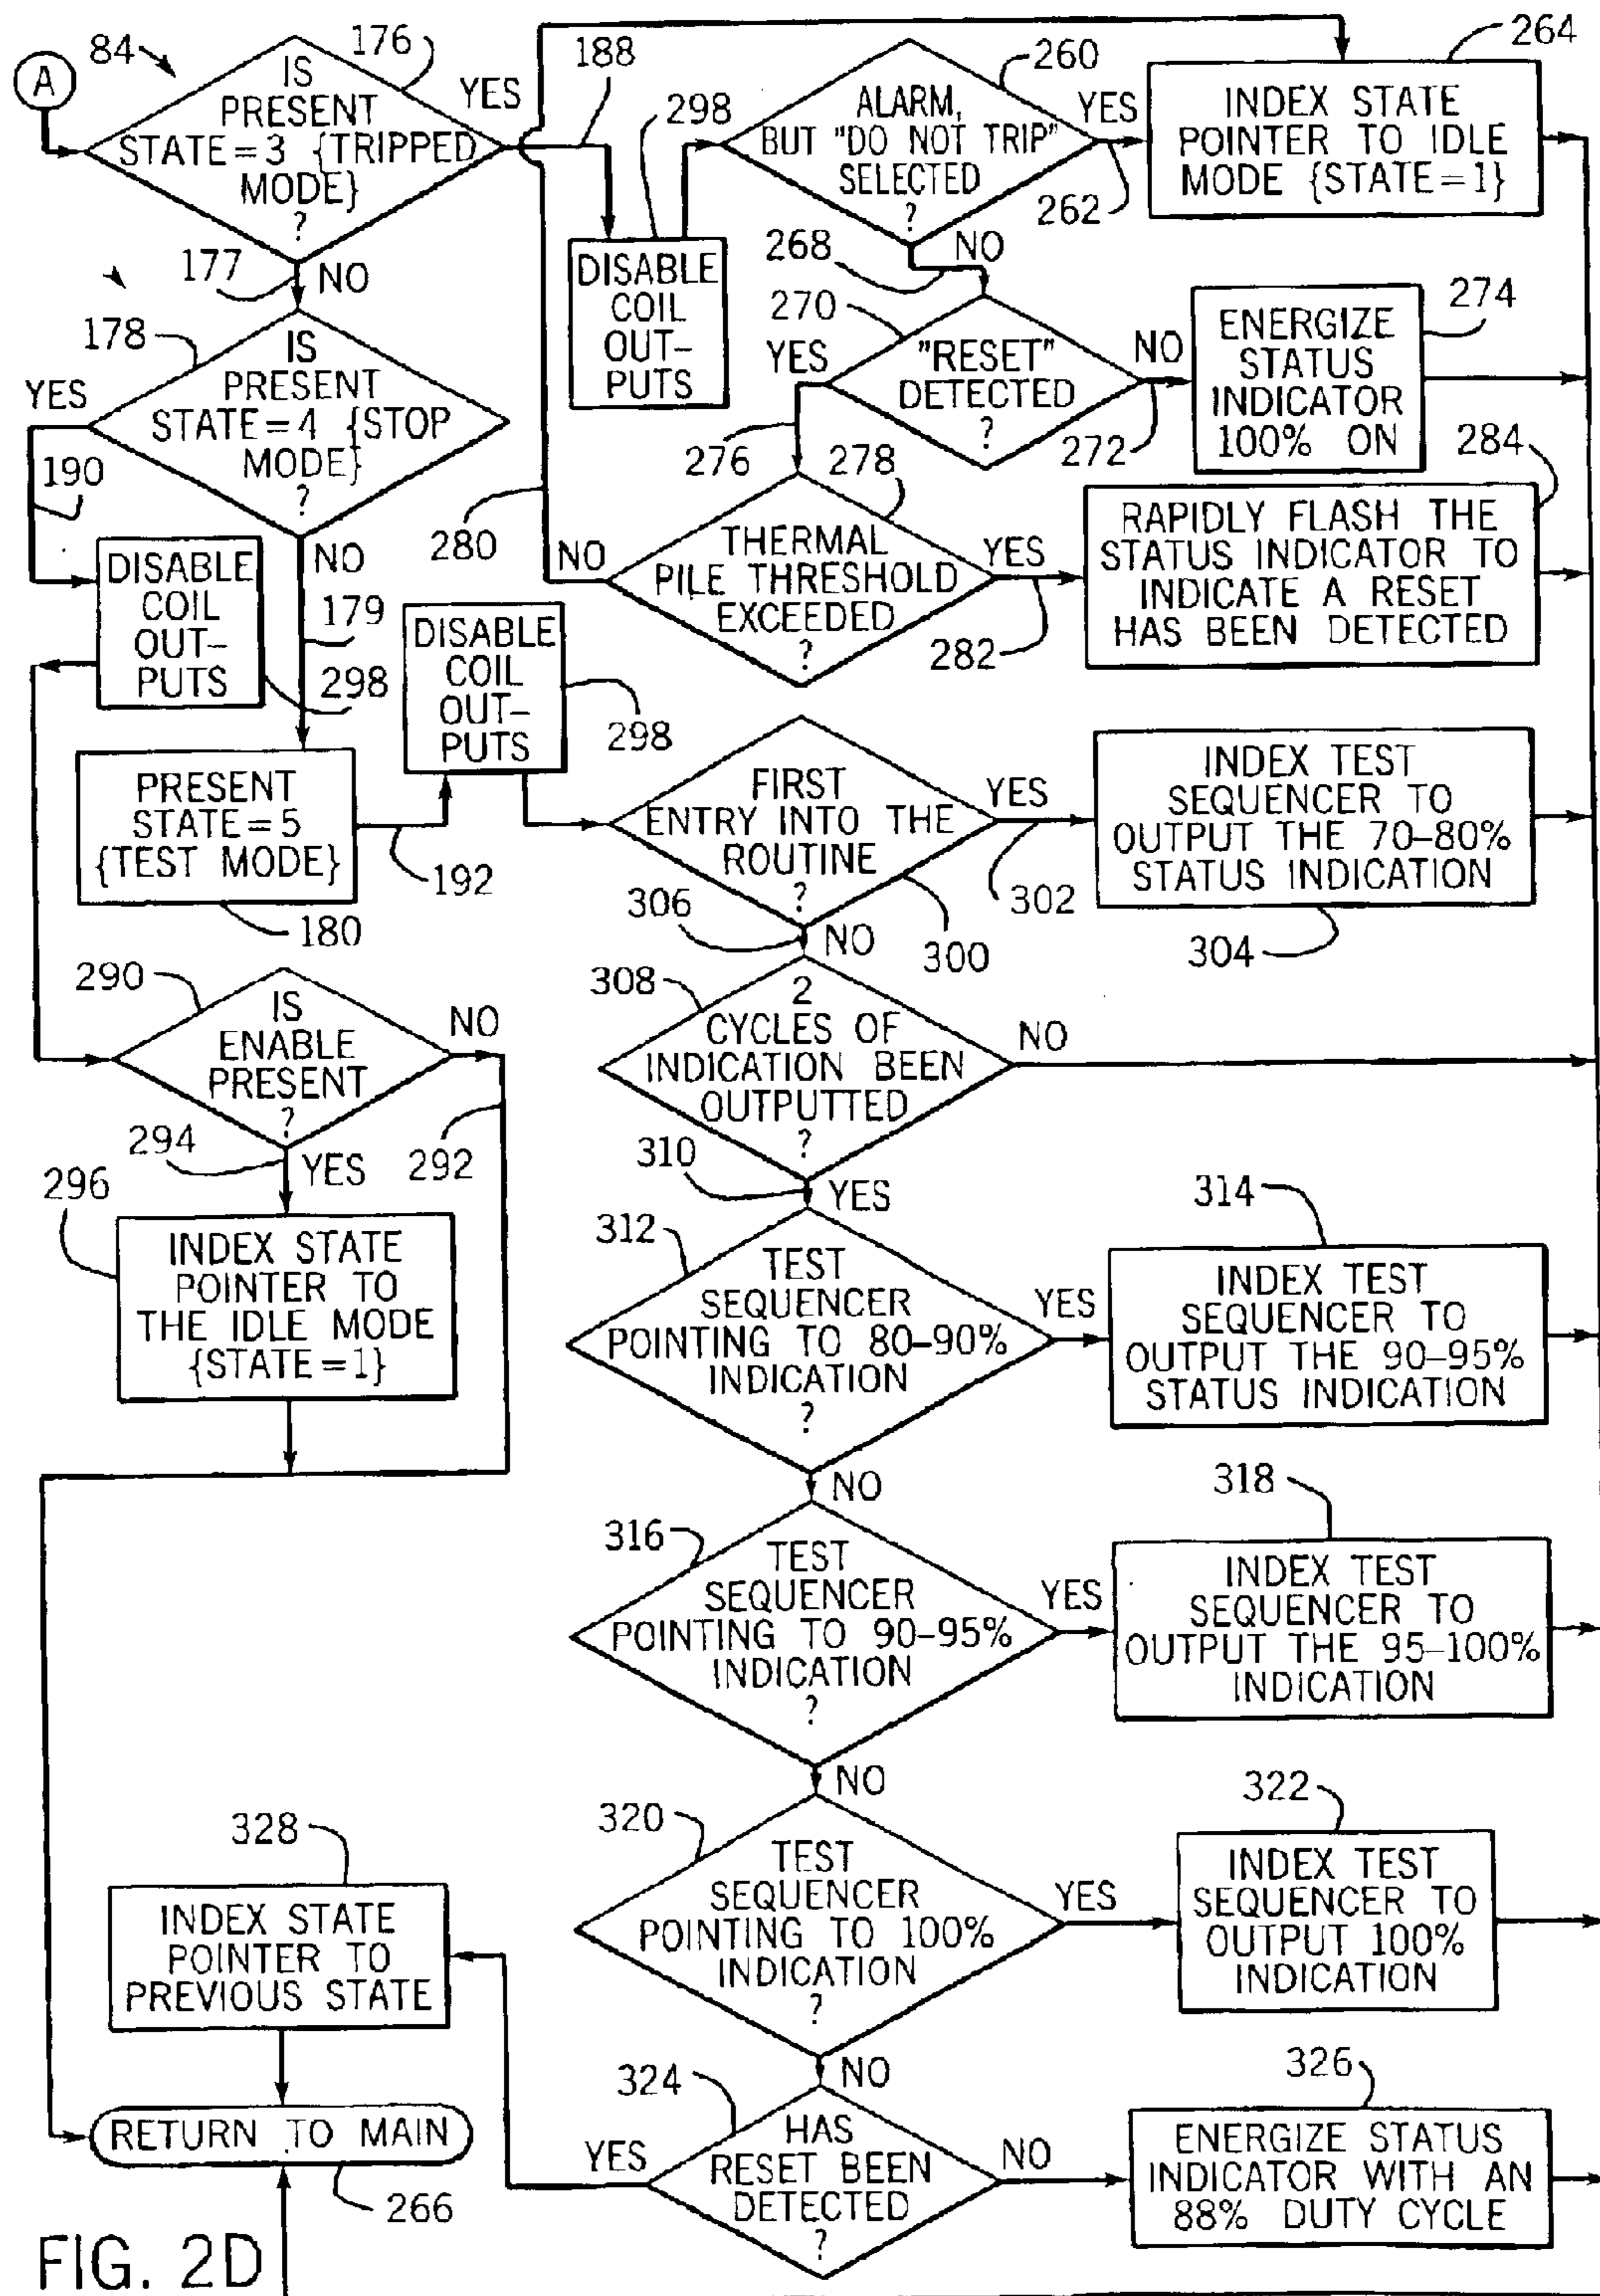 A
84
IS
PRESENT
STATE=3 {TRIPPED
MODE}
?
176
YES
188
177
NO
298
DISABLE
COIL
OUT-
PUTS
ALARM,
BUT "DO NOT TRIP"
SELECTED
?
260
YES
262
INDEX STATE
POINTER TO IDLE
MODE {STATE=1}
264
268
NO
270
"RESET"
DETECTED
?
YES
NO
272
ENERGIZE
STATUS
INDICATOR
100% ON
274
276
278
THERMAL
PILE THRESHOLD
EXCEEDED
?
280
NO
YES
282
RAPIDLY FLASH THE
STATUS INDICATOR TO
INDICATE A RESET
HAS BEEN DETECTED
284
178
IS
PRESENT
STATE=4 {STOP
MODE}
?
YES
190
NO
179
DISABLE
COIL
OUT-
PUTS
298
DISABLE
COIL
OUT-
PUTS
298
PRESENT
STATE=5
{TEST MODE}
180
192
FIRST
ENTRY INTO THE
ROUTINE
?
YES
302
300
INDEX TEST
SEQUENCER TO
OUTPUT THE 70-80%
STATUS INDICATION
304
306
NO
308
2
CYCLES OF
INDICATION BEEN
OUTPUTTED
?
NO
310
YES
290
IS
ENABLE
PRESENT
?
NO
292
294
YES
296
INDEX STATE
POINTER TO
THE IDLE MODE
{STATE=1}
312
TEST
SEQUENCER
POINTING TO 80-90%
INDICATION
?
YES
314
INDEX TEST
SEQUENCER TO
OUTPUT THE 90-95%
STATUS INDICATION
NO
316
TEST
SEQUENCER
POINTING TO 90-95%
INDICATION
?
YES
318
INDEX TEST
SEQUENCER TO
OUTPUT THE 95-100%
INDICATION
NO
320
TEST
SEQUENCER
POINTING TO 100%
INDICATION
?
YES
322
INDEX TEST
SEQUENCER TO
OUTPUT 100%
INDICATION
NO
324
HAS
RESET BEEN
DETECTED
?
YES
NO
326
ENERGIZE STATUS
INDICATOR WITH AN
88% DUTY CYCLE
328
INDEX STATE
POINTER TO
PREVIOUS STATE
RETURN TO MAIN
266
FIG. 2D